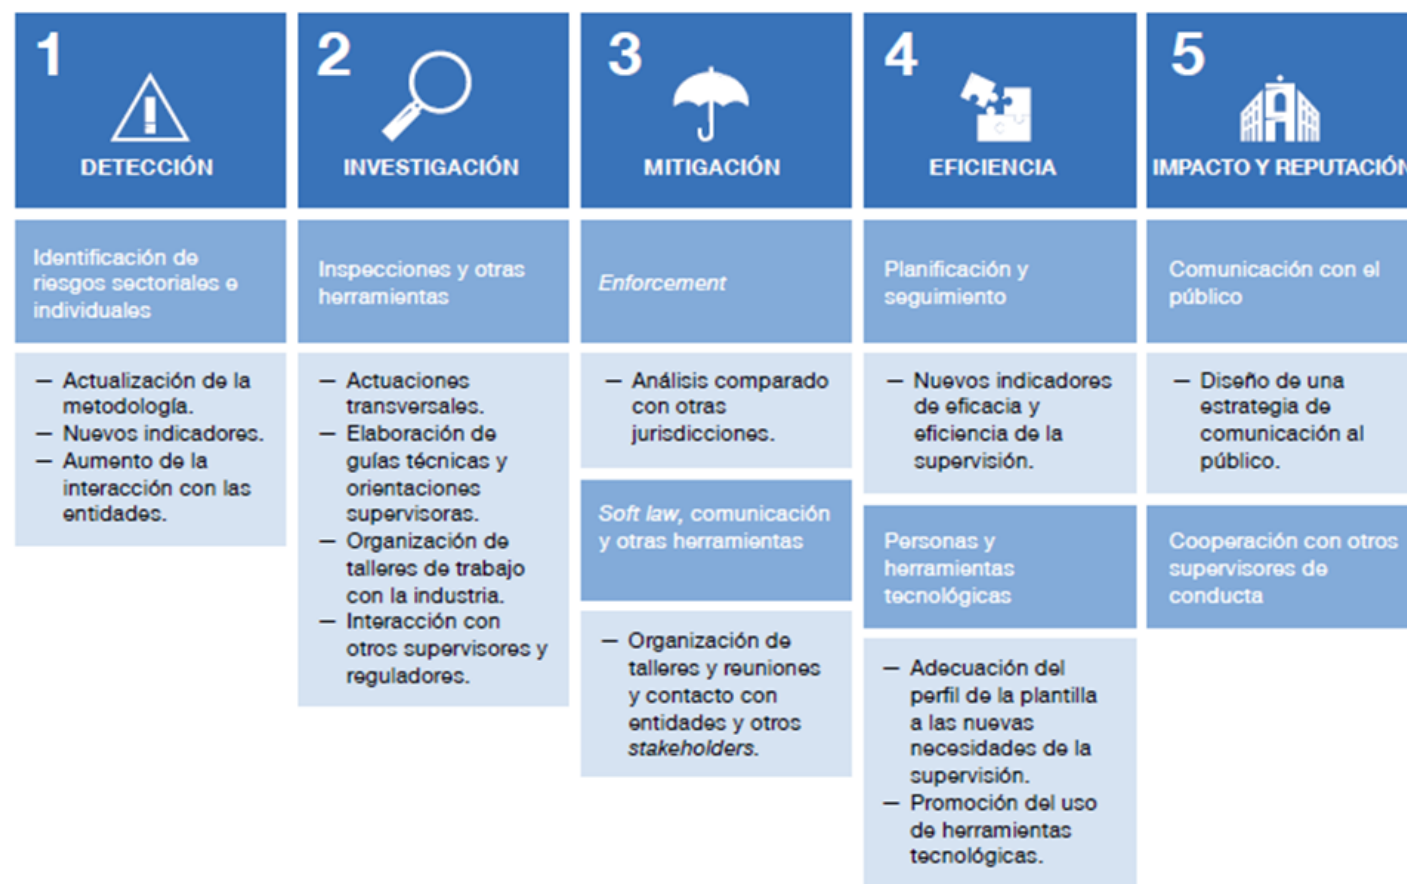 1
DETECCIÓN
Identificación de
riesgos sectoriales e
individuales
— Actualización de la
metodología.
— Nuevos indicadores.
— Aumento de la
interacción con las
entidades.
2
INVESTIGACIÓN
Inspecciones y otras
herramientas
— Actuaciones
transversales.
— Elaboración de
guías técnicas y
orientaciones
supervisoras.
— Organización de
talleres de trabajo
con la industria.
— Interacción con
otros supervisores y
reguladores.
3
MITIGACIÓN
Enforcement
— Análisis comparado
con otras
jurisdicciones.
Soft law, comunicación
y otras herramientas
— Organización de
talleres y reuniones
y contacto con
entidades y otros
stakeholders.
4
EFICIENCIA
Planificación y
seguimiento
— Nuevos indicadores
de eficacia y
eficiencia de la
supervisión.
Personas y
herramientas
tecnológicas
— Adecuación del
perfil de la plantilla
a las nuevas
necesidades de la
supervisión.
— Promoción del uso
de herramientas
tecnológicas.
5
IMPACTO Y REPUTACIÓN
Comunicación con el
público
— Diseño de una
estrategia de
comunicación al
público.
Cooperación con otros
supervisores de
conducta